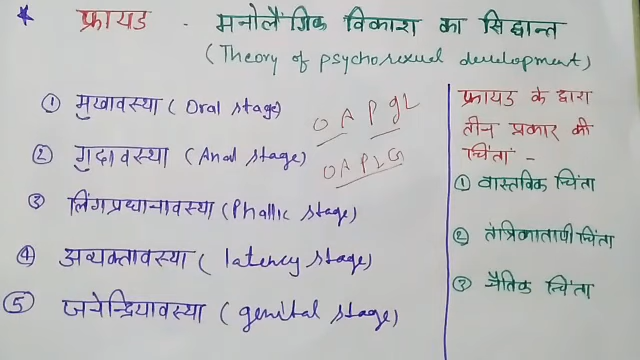 * फ्रायड - मनोलैंगिक विकास का सिद्धान्त
(Theory of psychosexual development)
① मुखावस्था (Oral stage)
② गुदावस्था (Anal stage)
③ लिंगप्रधानावस्था (Phallic stage)
④ अव्यक्तावस्था (latency stage)
⑤ जनेन्द्रियावस्था (genital stage)
O A P g L
O A P L G
फ्रायड के द्वारा
तीन प्रकार की
चिंता -
① वास्तविक चिंता
② तंत्रिकातापी चिंता
③ नैतिक चिंता